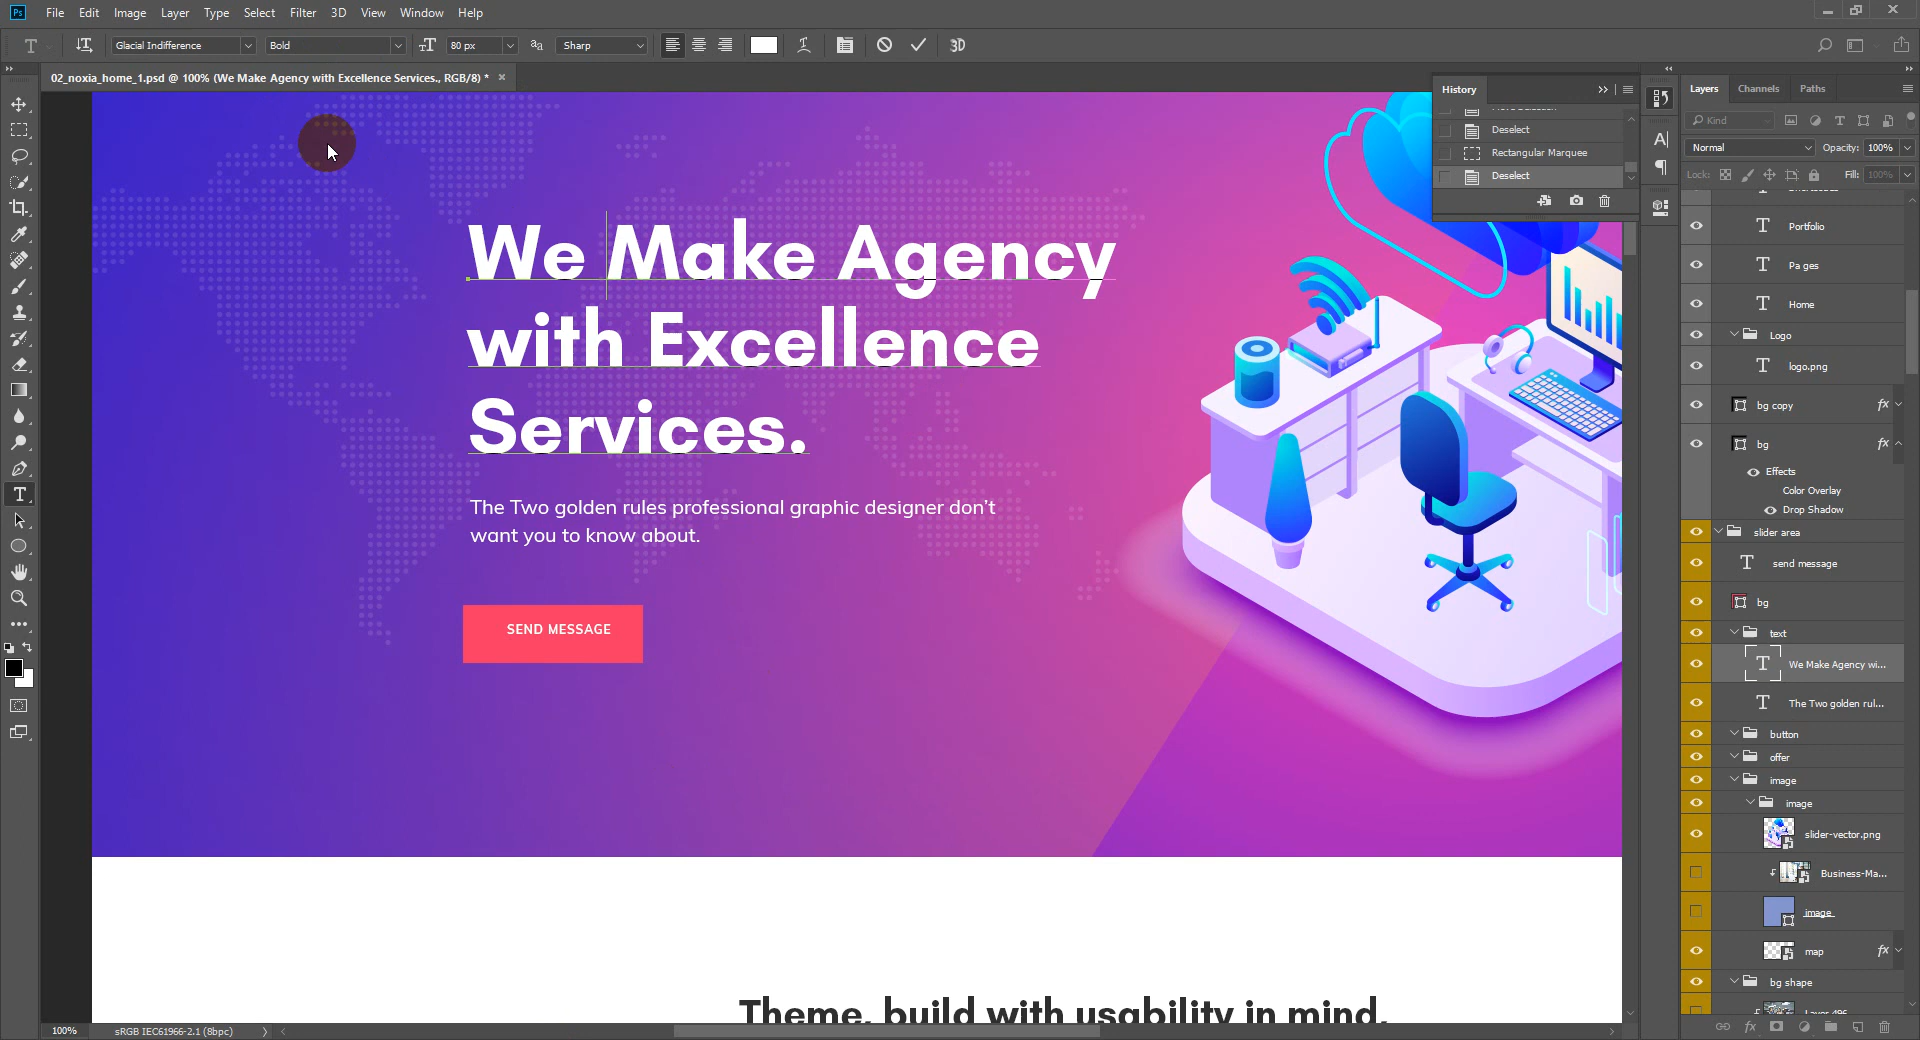 Ps File Edit Image Layer Type Select Filter 3D View Window Help
Glacial Indifference Bold 80 px Sharp 3D
02_noxia_home_1.psd @ 100% (We Make Agency with Excellence Services., RGB/8) * ×
We Make Agency
with Excellence
Services.
The Two golden rules professional graphic designer don't
want you to know about.
SEND MESSAGE
Theme, build with usability in mind.
100% sRGB IEC61966-2.1 (8bpc)
History
Deselect
Rectangular Marquee
Deselect
Layers Channels Paths
Kind
Normal Opacity: 100%
Lock: Fill: 100%
Portfolio
Pa ges
Home
Logo
logo.png
bg copy fx
bg fx
Effects
Color Overlay
Drop Shadow
slider area
send message
bg
text
We Make Agency wi...
The Two golden rul...
button
offer
image
image
slider-vector.png
Business-Ma...
image
map fx
bg shape
Layer 496